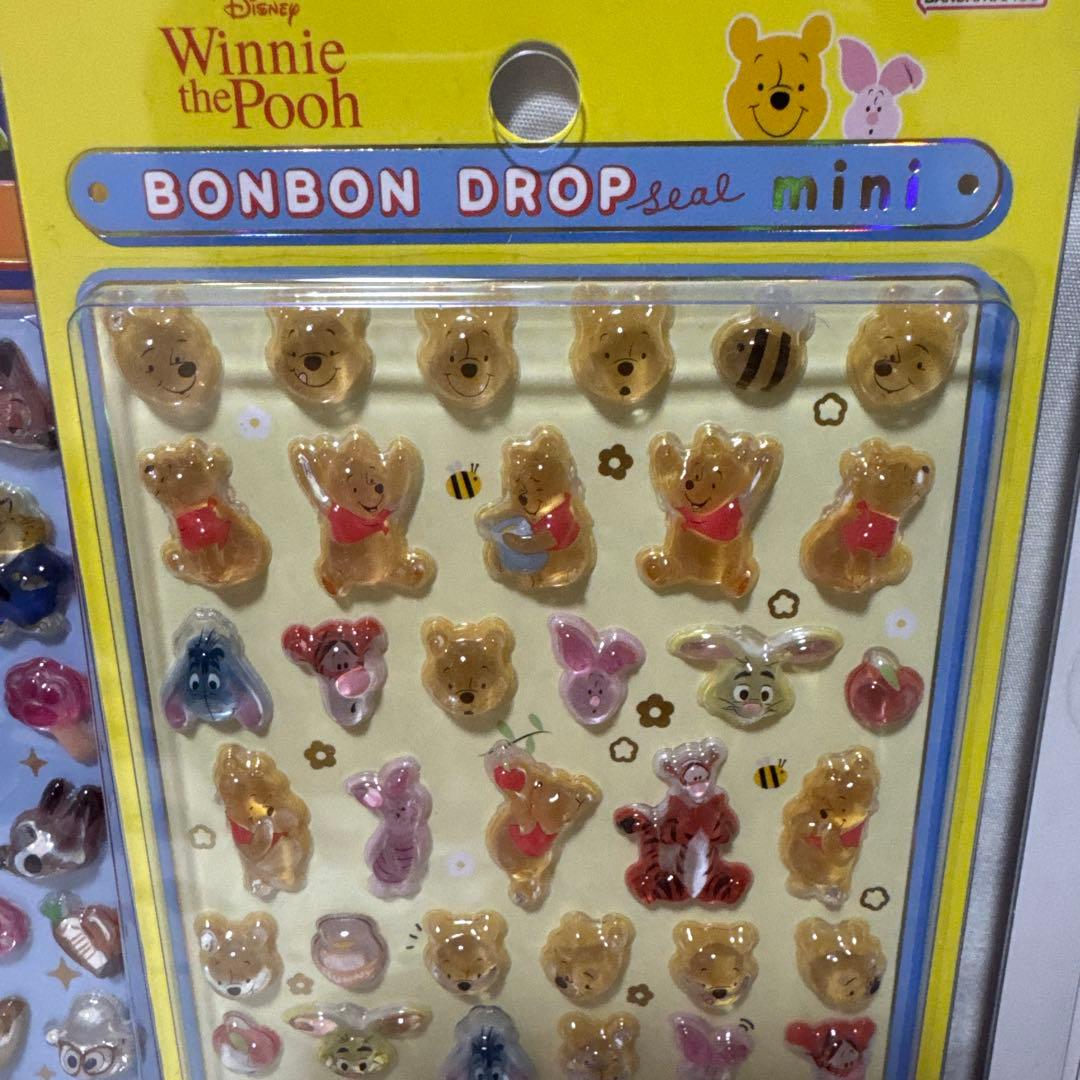 Disney
Winnie
the Pooh
BONBON DROP seal mini